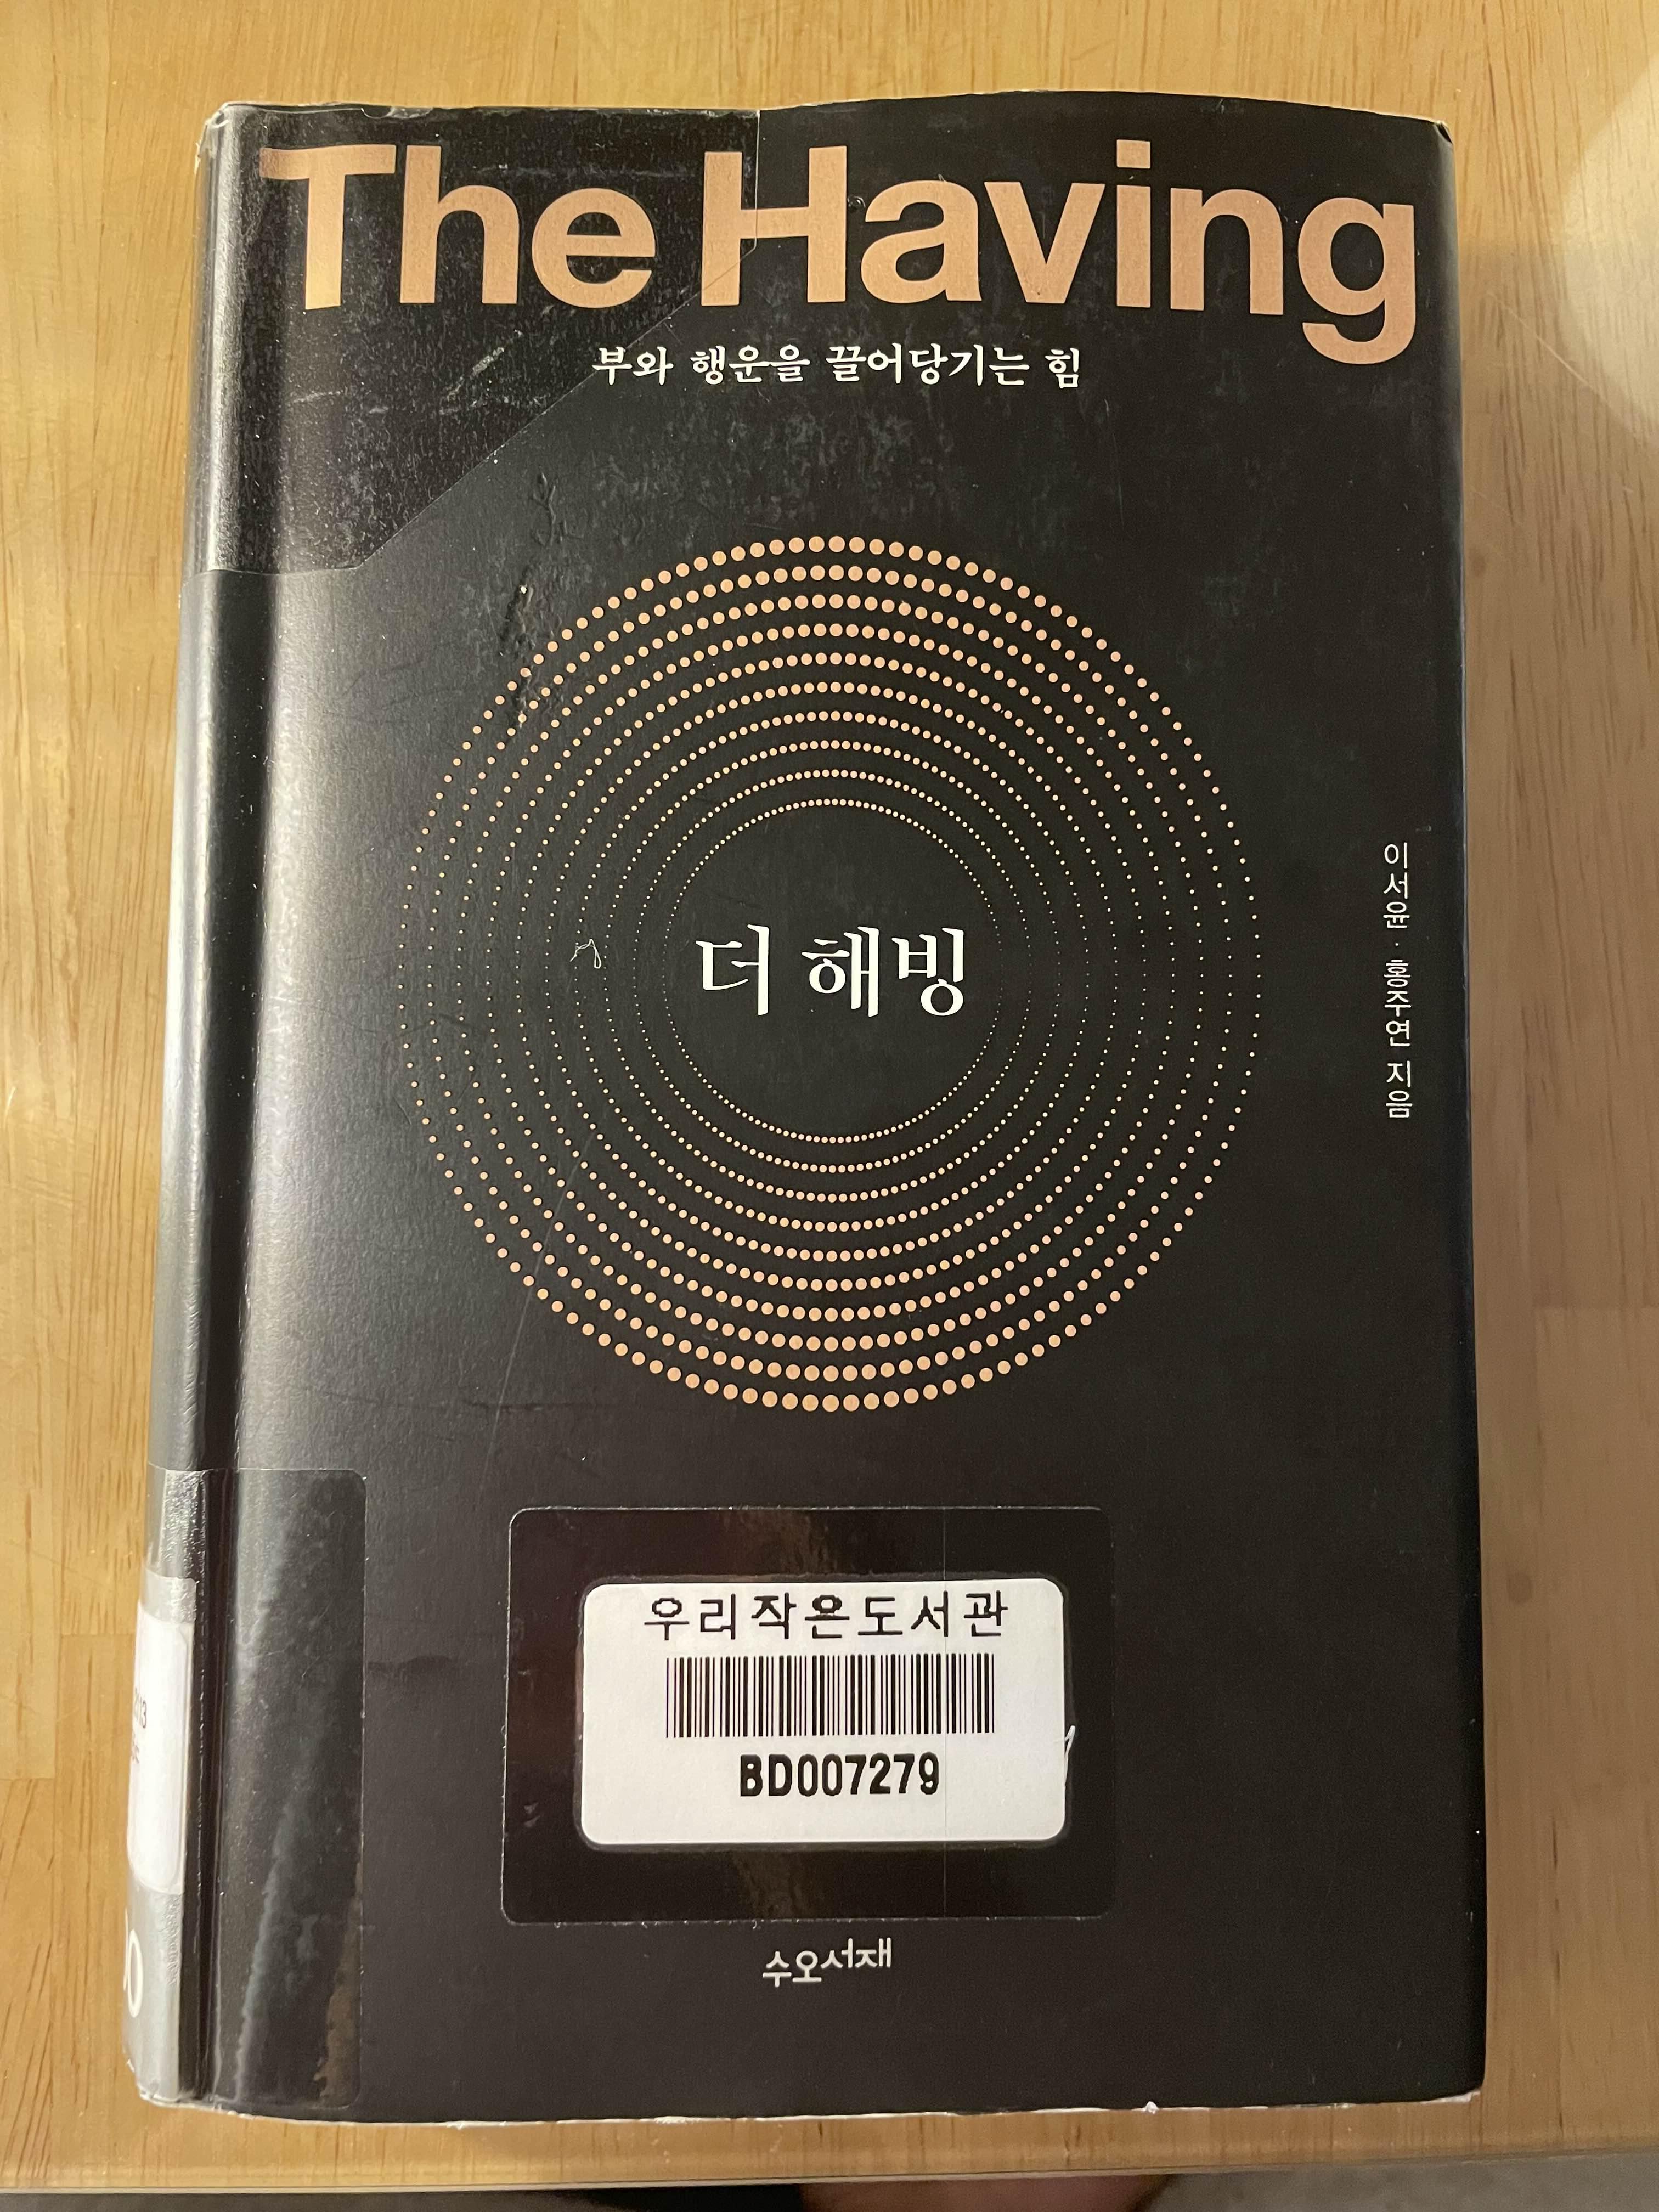 The Having
부와 행운을 끌어당기는 힘
더 해빙
이서윤 · 홍주연 지음
우리작은도서관
BD007279
수오서재